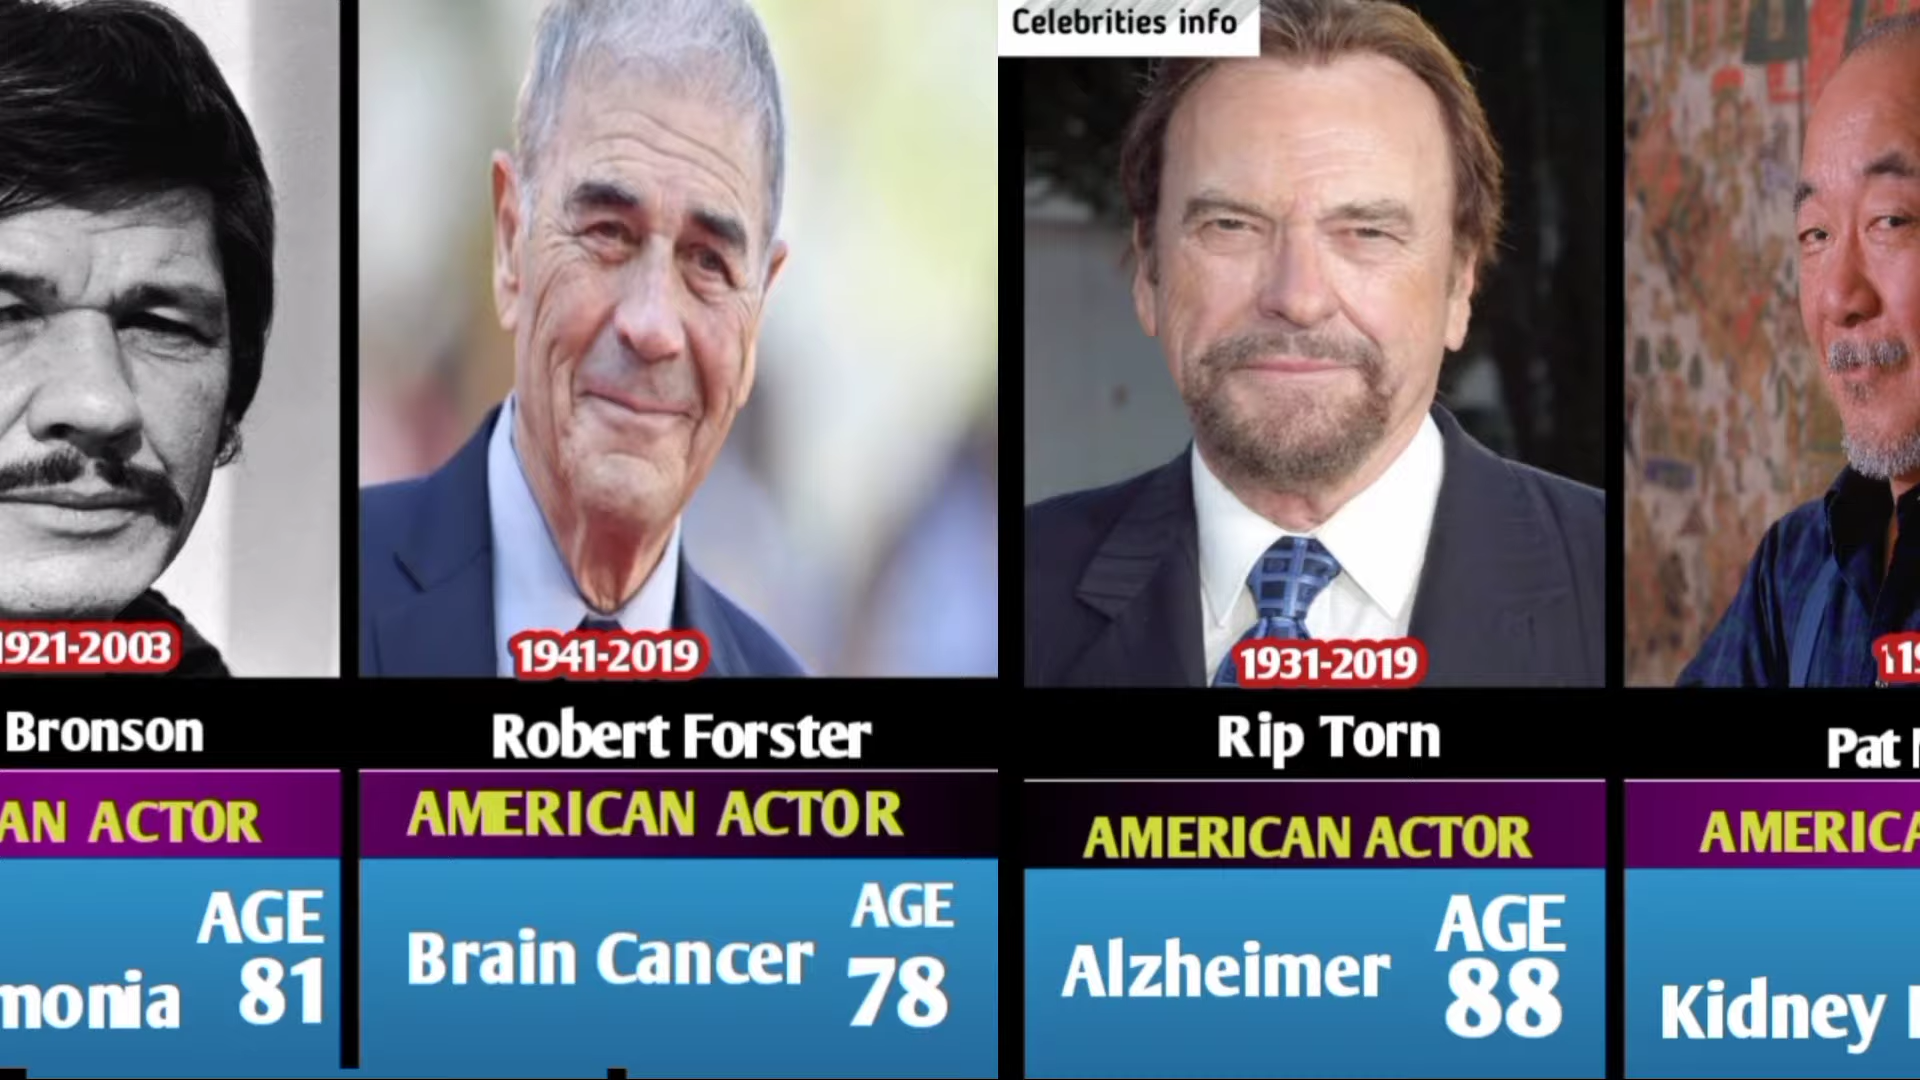 Celebrities info
1921-2003
Bronson
AN ACTOR
monia
AGE
81
1941-2019
Robert Forster
AMERICAN ACTOR
Brain Cancer
AGE
78
1931-2019
Rip Torn
AMERICAN ACTOR
Alzheimer
AGE
88
19
Pat
AMERICA
Kidney